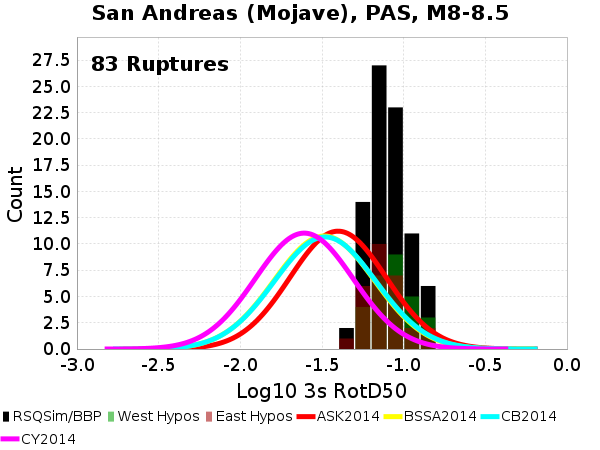 San Andreas (Mojave), PAS, M8-8.5
83 Ruptures
Count
27.5
25.0
22.5
20.0
17.5
15.0
12.5
10.0
7.5
5.0
2.5
0.0
-3.0 -2.5 -2.0 -1.5 -1.0 -0.5 0.0
Log10 3s RotD50
RSQSim/BBP West Hypos East Hypos ASK2014 BSSA2014 CB2014
CY2014